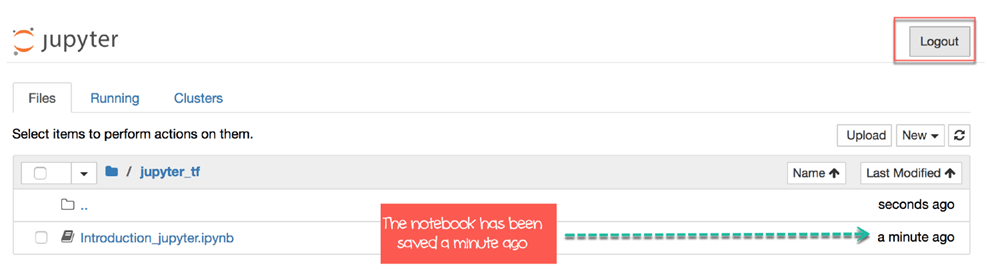 jupyter
Logout
Files Running Clusters
Select items to perform actions on them.
Upload New
/ jupyter_tf
Name Last Modified
.. seconds ago
Introduction_jupyter.ipynb
The notebook has been
saved a minute ago
a minute ago